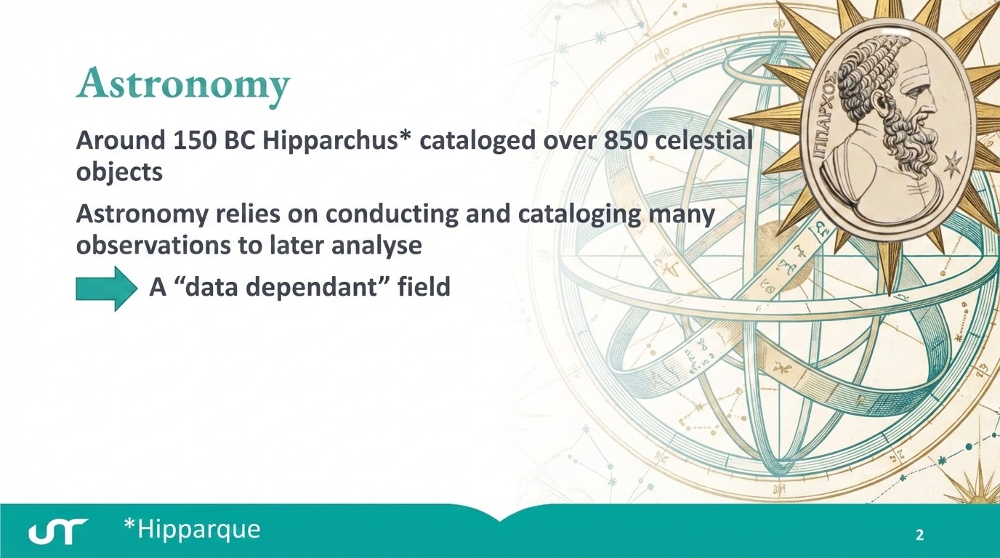 Astronomy
Around 150 BC Hipparchus* cataloged over 850 celestial
objects
Astronomy relies on conducting and cataloging many
observations to later analyse
A “data dependant” field
ΙΠΠΑΡΧΟΣ
*Hipparque
2